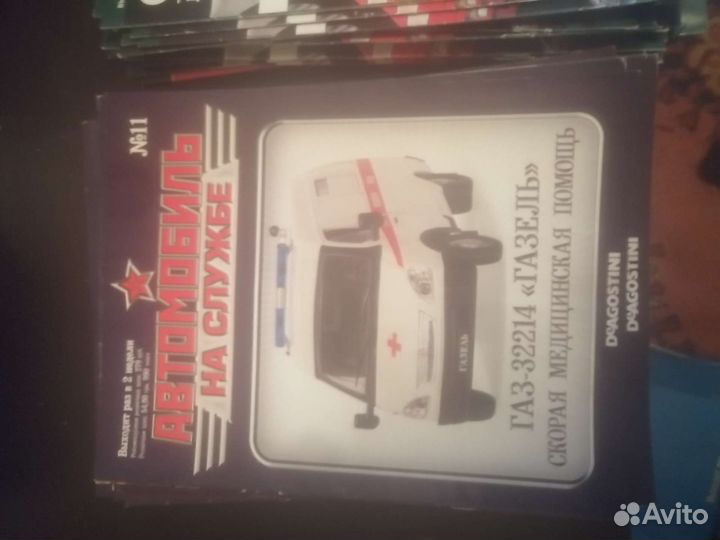 №11
АВТОМОБИЛЬ
НА СЛУЖБЕ
Выходит раз в 2 недели
ГАЗЕЛЬ
ГАЗ-32214 «ГАЗЕЛЬ»
СКОРАЯ МЕДИЦИНСКАЯ ПОМОЩЬ
DeAGOSTINI
DeAGOSTINI
Avito